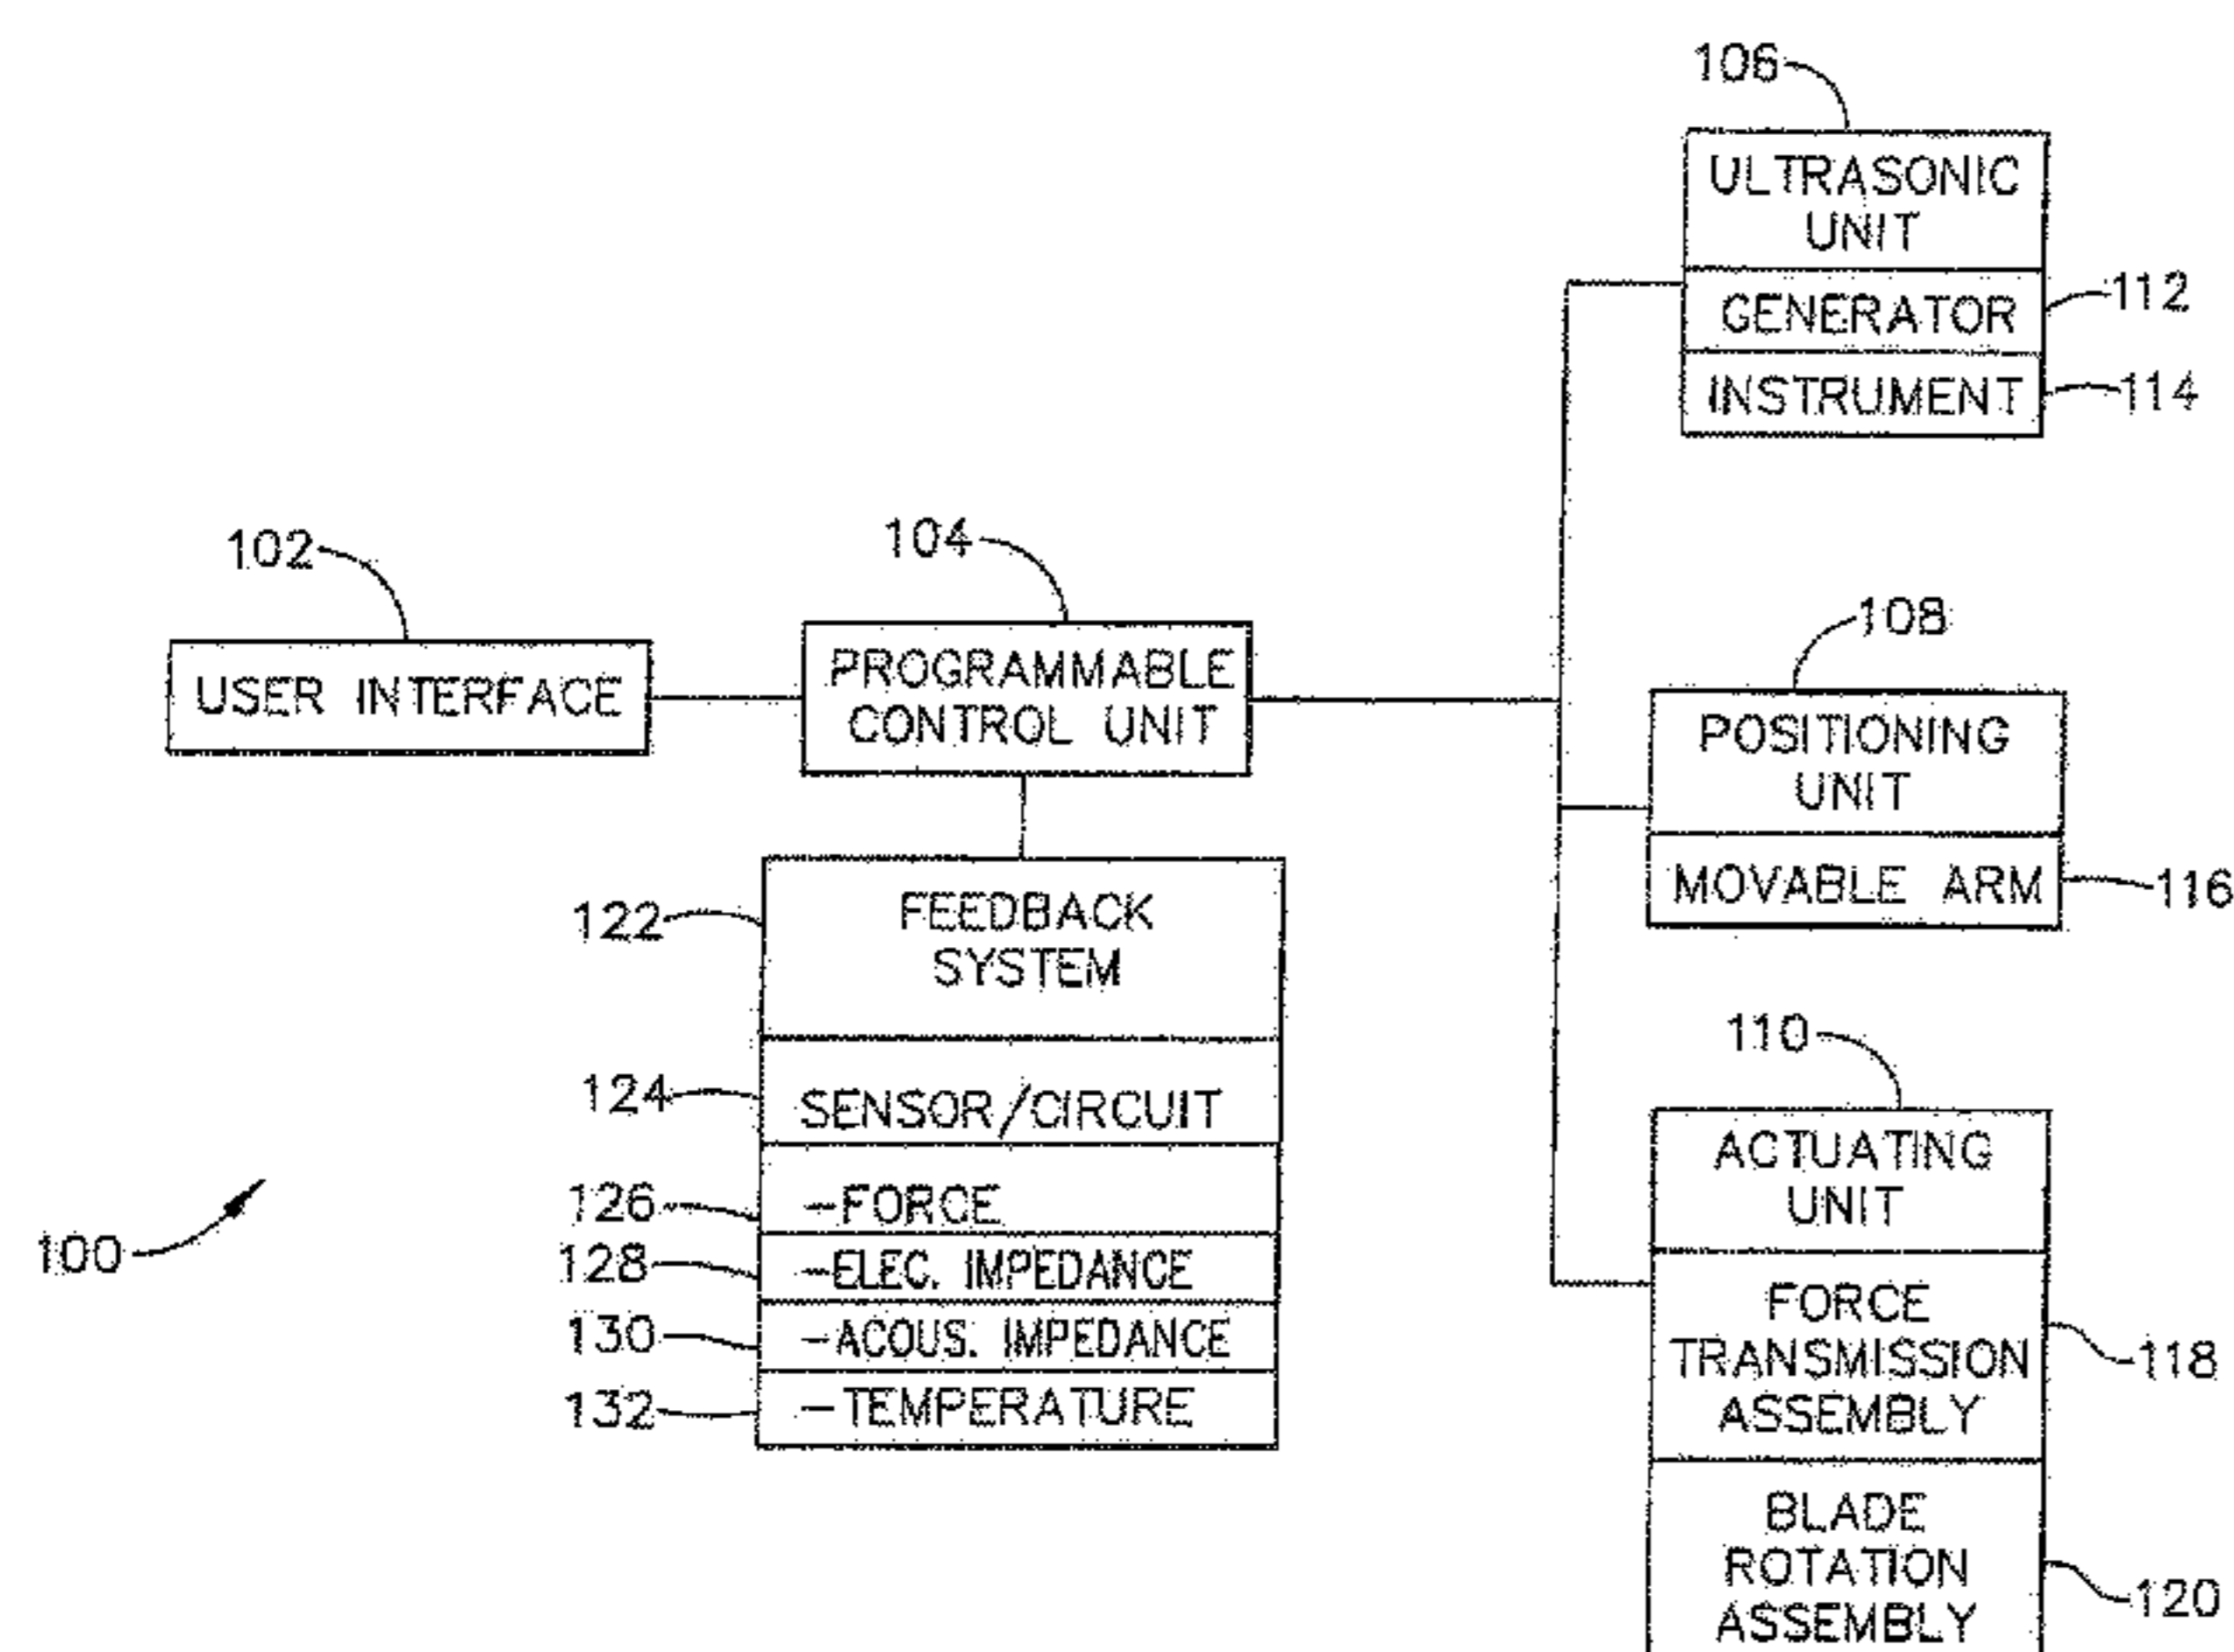 106
ULTRASONIC
UNIT
GENERATOR
112
INSTRUMENT
114
102
USER INTERFACE
104
PROGRAMMABLE
CONTROL UNIT
108
POSITIONING
UNIT
MOVABLE ARM
116
122
FEEDBACK
SYSTEM
124
SENSOR/CIRCUIT
126
-FORCE
128
-ELEC. IMPEDANCE
130
-ACOUS. IMPEDANCE
132
-TEMPERATURE
100
110
ACTUATING
UNIT
FORCE
TRANSMISSION
ASSEMBLY
118
BLADE
ROTATION
ASSEMBLY
120